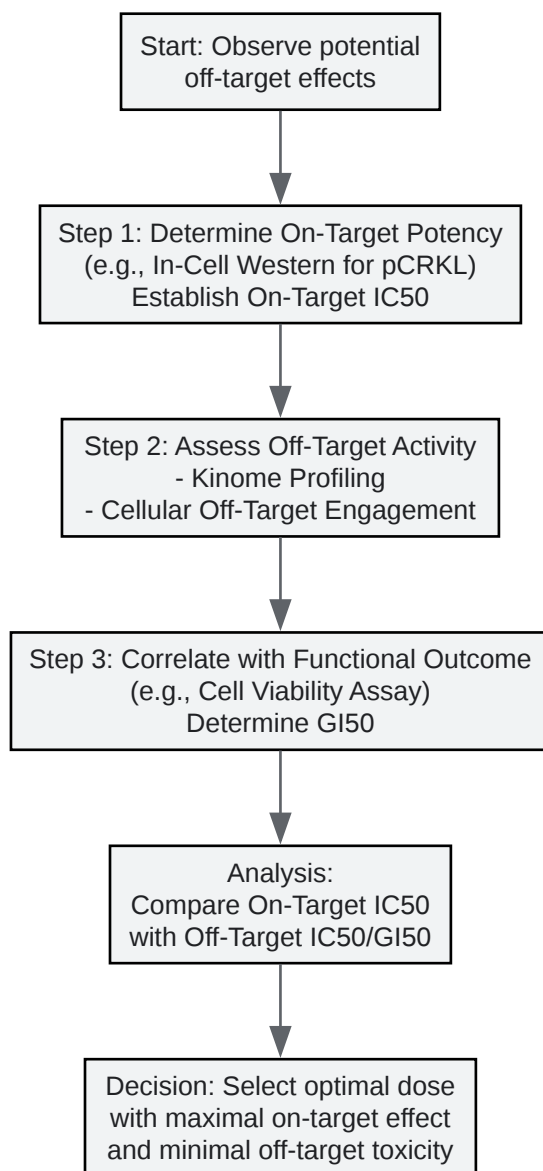 Start: Observe potential
off-target effects
Step 1: Determine On-Target Potency
(e.g., In-Cell Western for pCRKL)
Establish On-Target IC50
Step 2: Assess Off-Target Activity
- Kinome Profiling
- Cellular Off-Target Engagement
Step 3: Correlate with Functional Outcome
(e.g., Cell Viability Assay)
Determine GI50
Analysis:
Compare On-Target IC50
with Off-Target IC50/GI50
Decision: Select optimal dose
with maximal on-target effect
and minimal off-target toxicity